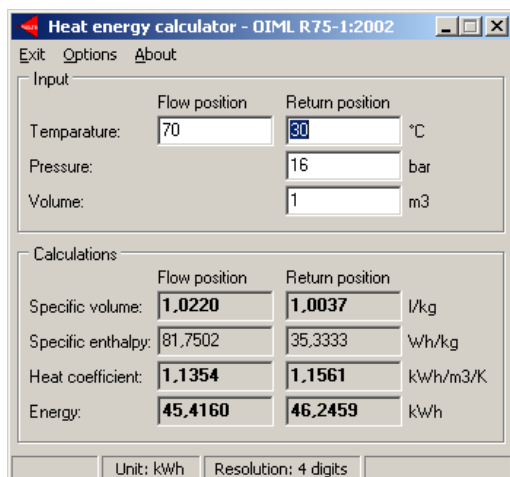 Heat energy calculator - OIML R75-1:2002
Exit Options About
Input
Flow position Return position
Temparature: 70 30 °C
Pressure: 16 bar
Volume: 1 m3
Calculations
Flow position Return position
Specific volume: 1,0220 1,0037 l/kg
Specific enthalpy: 81,7502 35,3333 Wh/kg
Heat coefficient: 1,1354 1,1561 kWh/m3/K
Energy: 45,4160 46,2459 kWh
Unit: kWh Resolution: 4 digits